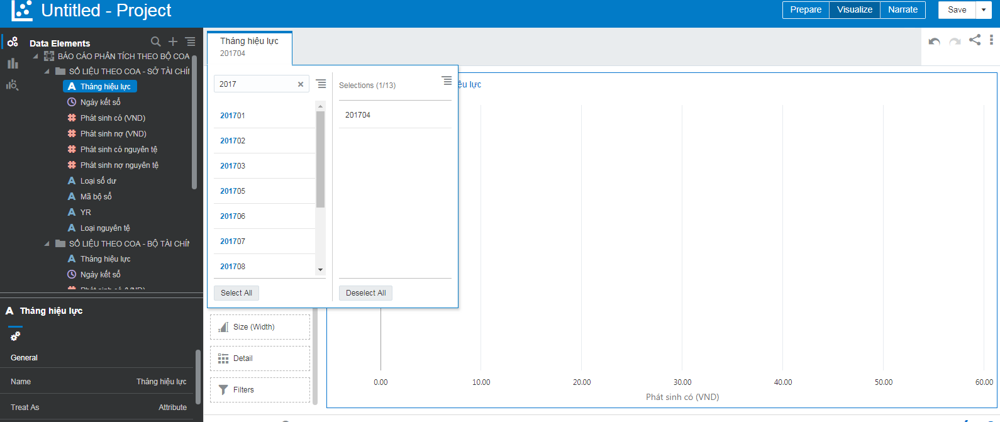 Untitled - Project
Prepare
Visualize
Narrate
Save
Data Elements
BÁO CÁO PHÂN TÍCH THEO BỘ COA
SỐ LIỆU THEO COA - SỞ TÀI CHÍ
Tháng hiệu lực
Ngày kết sổ
Phát sinh có (VND)
Phát sinh nợ (VND)
Phát sinh có nguyên tệ
Phát sinh nợ nguyên tệ
Loại số dư
Mã bộ sổ
YR
Loại nguyên tệ
SỐ LIỆU THEO COA - BỘ TÀI CHÍ
Tháng hiệu lực
Ngày kết sổ
Tháng hiệu lực
General
Name
Tháng hiệu lực
Treat As
Attribute
Tháng hiệu lực
201704
2017
Selections (1/13)
201701
201702
201703
201705
201706
201707
201708
201704
Select All
Deselect All
Size (Width)
Detail
Filters
ệu lực
0.00
10.00
20.00
30.00
40.00
50.00
60.00
Phát sinh có (VND)